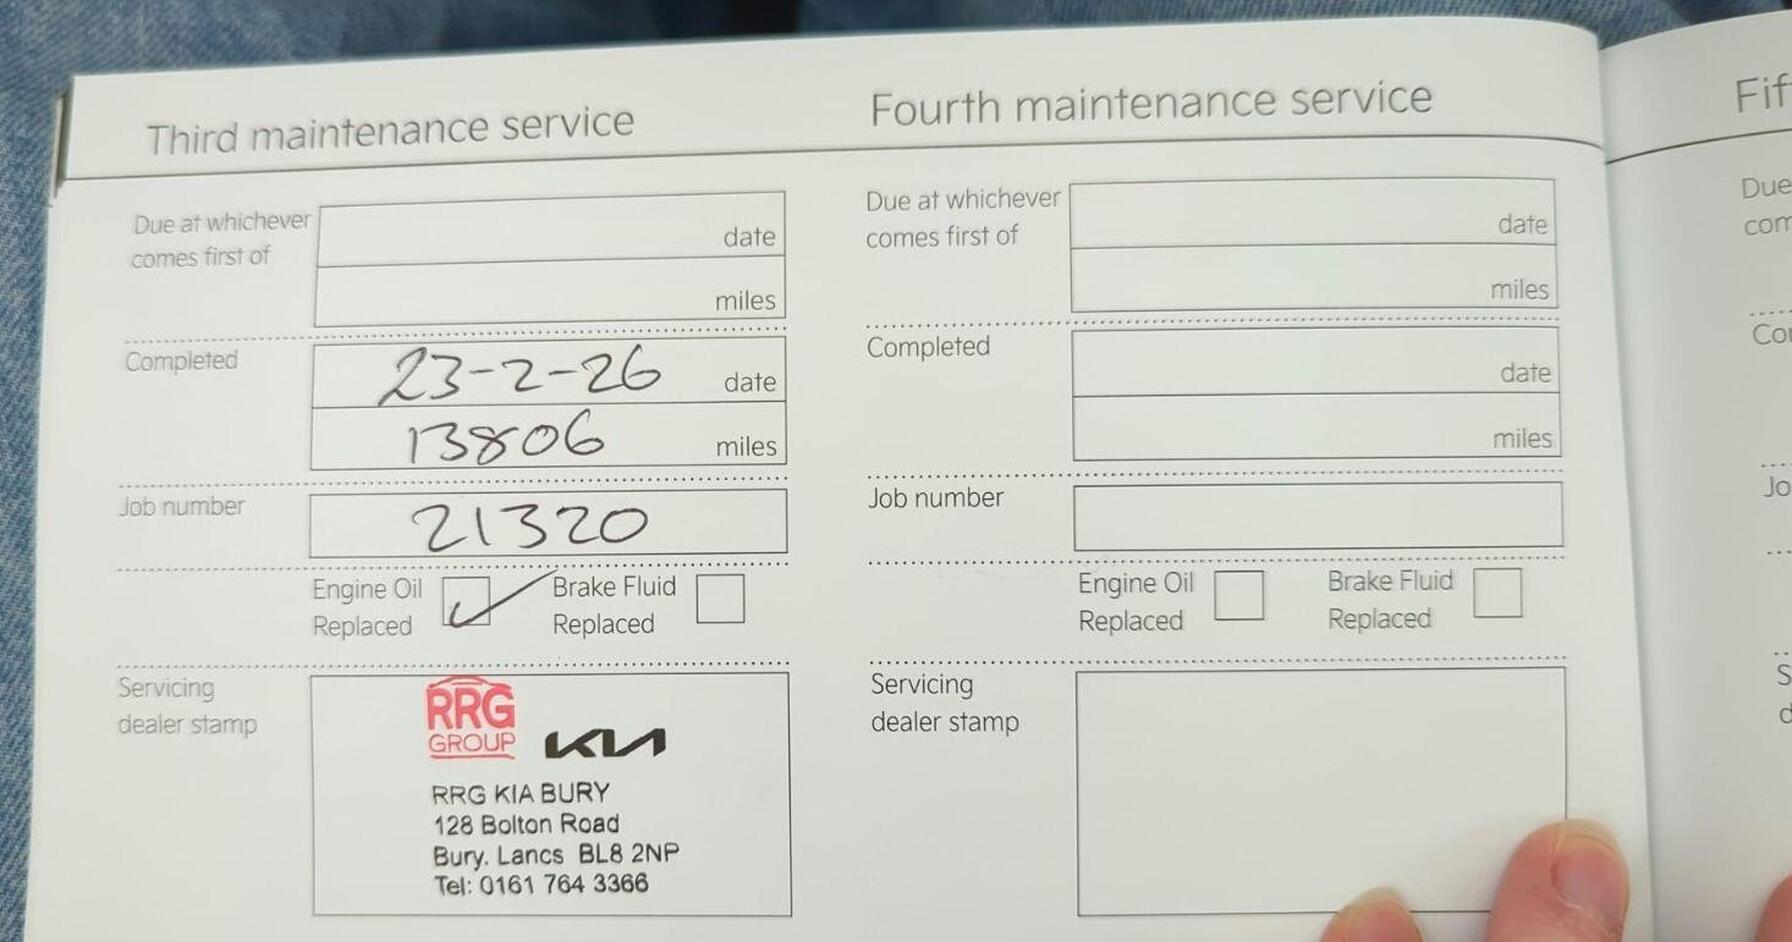 Third maintenance service
Due at whichever
comes first of
date
miles
Completed
23-2-26 date
13806 miles
Job number
21320
Engine Oil
Replaced
Brake Fluid
Replaced
Servicing
dealer stamp
RRG
GROUP
KIA
RRG KIA BURY
128 Bolton Road
Bury. Lancs BL8 2NP
Tel: 0161 764 3366
Fourth maintenance service
Due at whichever
comes first of
date
miles
Completed
date
miles
Job number
Engine Oil
Replaced
Brake Fluid
Replaced
Servicing
dealer stamp
Fif
Due
com
Co
Jo
S
d